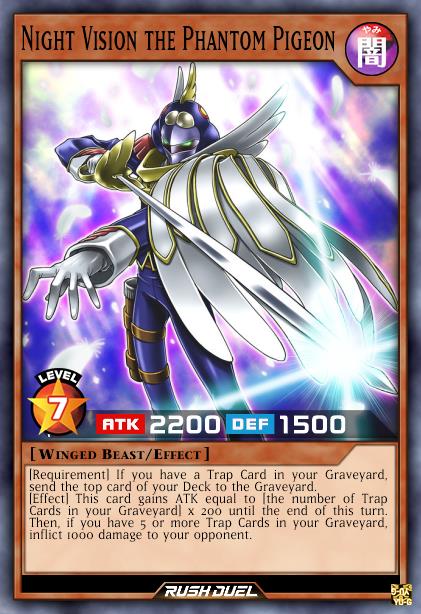 Night Vision the Phantom Pigeon
やみ
闇
LEVEL
7
ATK 2200 DEF 1500
[Winged Beast/Effect]
[Requirement] If you have a Trap Card in your Graveyard,
send the top card of your Deck to the Graveyard.
[Effect] This card gains ATK equal to [the number of Trap
Cards in your Graveyard] x 200 until the end of this turn.
Then, if you have 5 or more Trap Cards in your Graveyard,
inflict 1000 damage to your opponent.
RUSH DUEL